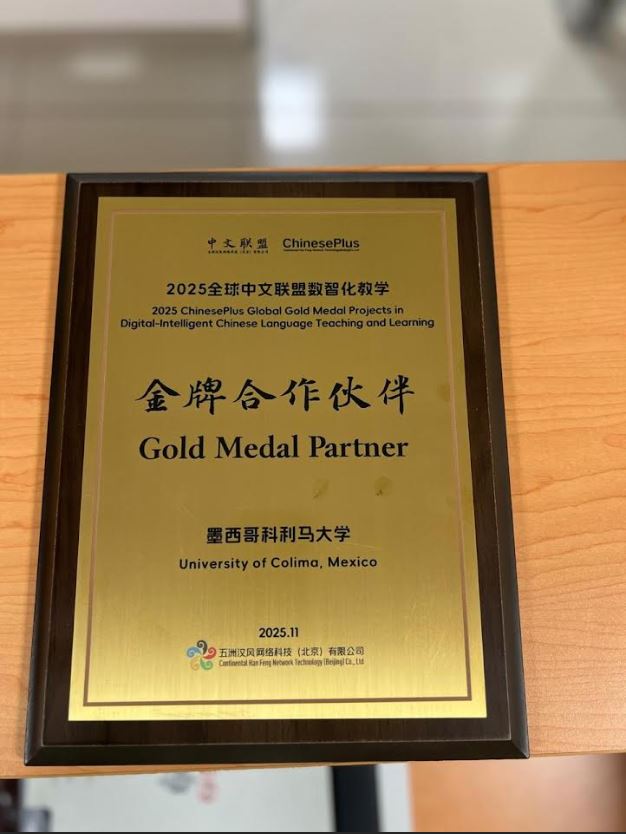 中文联盟 ChinesePlus
2025全球中文联盟数智化教学
2025 ChinesePlus Global Gold Medal Projects in
Digital-Intelligent Chinese Language Teaching and Learning
金牌合作伙伴
Gold Medal Partner
墨西哥科利马大学
University of Colima, Mexico
2025.11
五洲汉风网络科技（北京）有限公司
Continental Han Feng Network Technology (Beijing) Co., Ltd